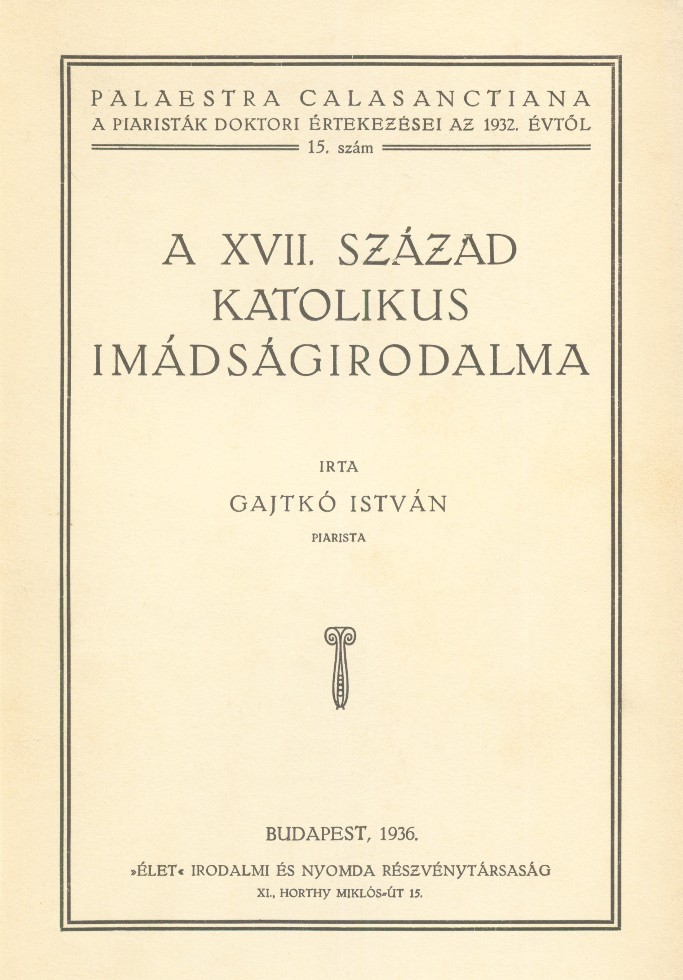 PALAESTRA CALASANCTIANA
A PIARISTÁK DOKTORI ÉRTEKEZÉSEI AZ 1932. ÉVTŐL
15. szám
A XVII. SZÁZAD
KATOLIKUS
IMÁDSÁGIRODALMA
IRTA
GAJTKÓ ISTVÁN
PIARISTA
BUDAPEST, 1936.
»ÉLET« IRODALMI ÉS NYOMDA RÉSZVÉNYTÁRSASÁG
XI., HORTHY MIKLÓS-ÚT 15.